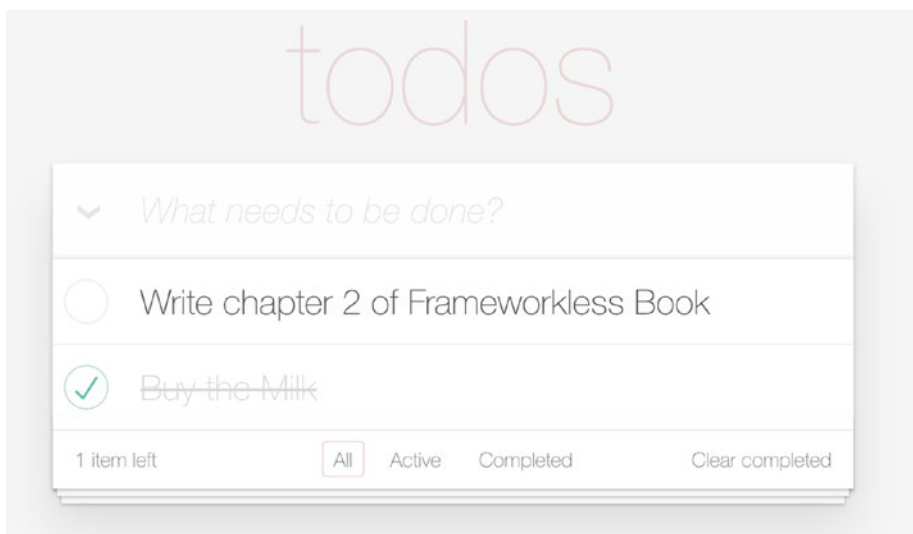 todos
What needs to be done?
Write chapter 2 of Frameworkless Book
Buy the Milk
1 item left All Active Completed Clear completed